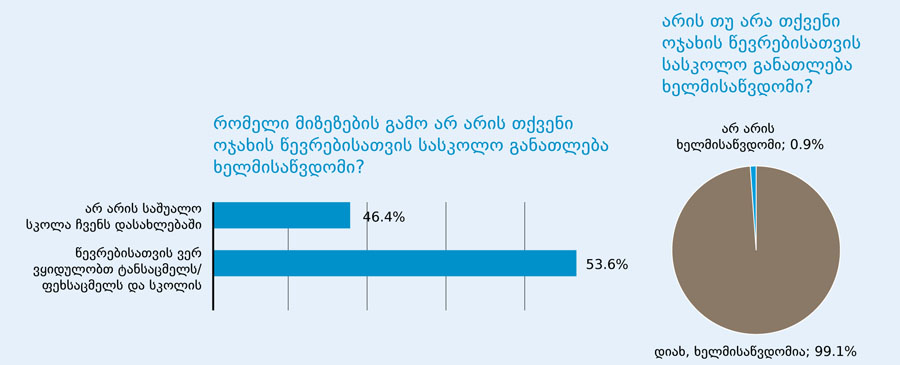 რომელი მიზეზების გამო არ არის თქვენი
ოჯახის წევრებისათვის სასკოლო განათლება
ხელმისაწვდომი?
არ არის საშუალო
სკოლა ჩვენს დასახლებაში
46.4%
წევრებისათვის ვერ
ვყიდულობთ ტანსაცმელს/
ფეხსაცმელს და სკოლის
53.6%
არის თუ არა თქვენი
ოჯახის წევრებისათვის
სასკოლო განათლება
ხელმისაწვდომი?
არ არის
ხელმისაწვდომი; 0.9%
დიახ, ხელმისაწვდომია; 99.1%